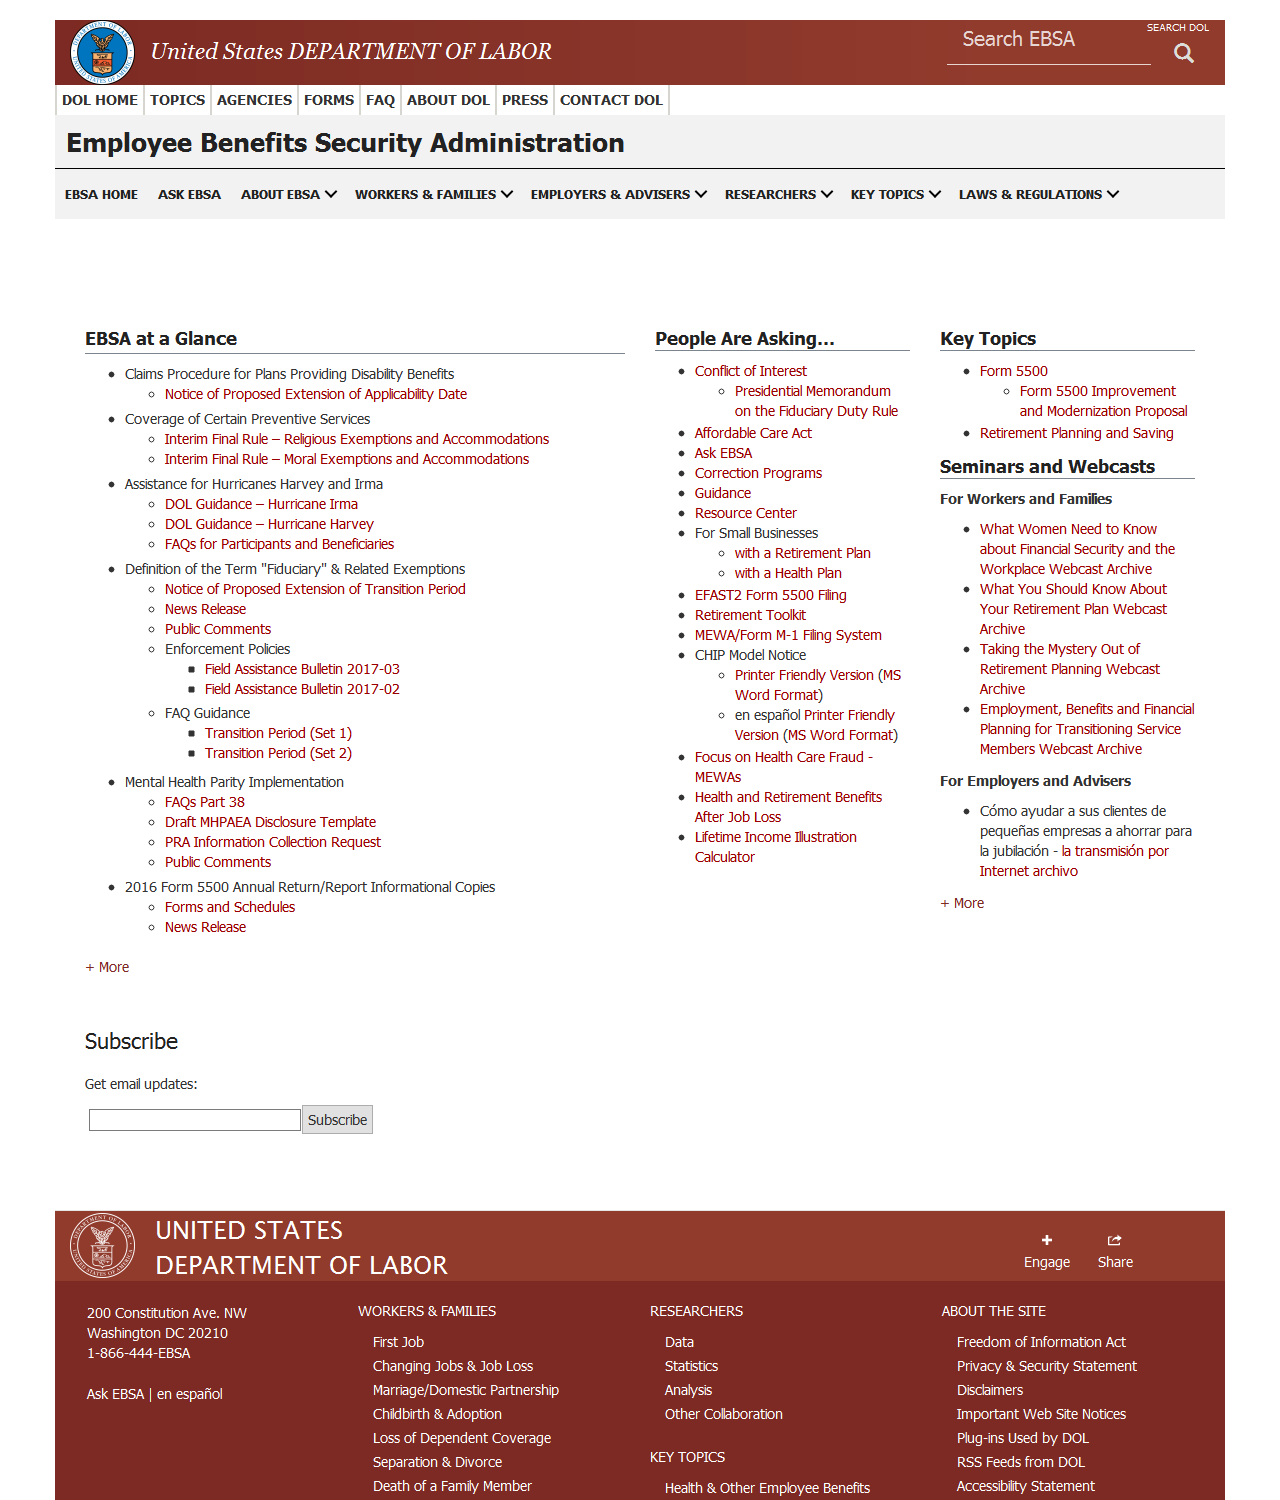 United States DEPARTMENT OF LABOR
SEARCH DOL
Search EBSA
DOL HOME
TOPICS
AGENCIES
FORMS
FAQ
ABOUT DOL
PRESS
CONTACT DOL
Employee Benefits Security Administration
EBSA HOME
ASK EBSA
ABOUT EBSA
WORKERS & FAMILIES
EMPLOYERS & ADVISERS
RESEARCHERS
KEY TOPICS
LAWS & REGULATIONS
EBSA at a Glance
Claims Procedure for Plans Providing Disability Benefits
Notice of Proposed Extension of Applicability Date
Coverage of Certain Preventive Services
Interim Final Rule – Religious Exemptions and Accommodations
Interim Final Rule – Moral Exemptions and Accommodations
Assistance for Hurricanes Harvey and Irma
DOL Guidance – Hurricane Irma
DOL Guidance – Hurricane Harvey
FAQs for Participants and Beneficiaries
Definition of the Term "Fiduciary" & Related Exemptions
Notice of Proposed Extension of Transition Period
News Release
Public Comments
Enforcement Policies
Field Assistance Bulletin 2017-03
Field Assistance Bulletin 2017-02
FAQ Guidance
Transition Period (Set 1)
Transition Period (Set 2)
Mental Health Parity Implementation
FAQs Part 38
Draft MHPAEA Disclosure Template
PRA Information Collection Request
Public Comments
2016 Form 5500 Annual Return/Report Informational Copies
Forms and Schedules
News Release
+ More
People Are Asking...
Conflict of Interest
Presidential Memorandum
on the Fiduciary Duty Rule
Affordable Care Act
Ask EBSA
Correction Programs
Guidance
Resource Center
For Small Businesses
with a Retirement Plan
with a Health Plan
EFAST2 Form 5500 Filing
Retirement Toolkit
MEWA/Form M-1 Filing System
CHIP Model Notice
Printer Friendly Version (MS
Word Format)
en español Printer Friendly
Version (MS Word Format)
Focus on Health Care Fraud -
MEWAs
Health and Retirement Benefits
After Job Loss
Lifetime Income Illustration
Calculator
Key Topics
Form 5500
Form 5500 Improvement
and Modernization Proposal
Retirement Planning and Saving
Seminars and Webcasts
For Workers and Families
What Women Need to Know
about Financial Security and the
Workplace Webcast Archive
What You Should Know About
Your Retirement Plan Webcast
Archive
Taking the Mystery Out of
Retirement Planning Webcast
Archive
Employment, Benefits and Financial
Planning for Transitioning Service
Members Webcast Archive
For Employers and Advisers
Cómo ayudar a sus clientes de
pequeñas empresas a ahorrar para
la jubilación - la transmisión por
Internet archivo
+ More
Subscribe
Get email updates:
Subscribe
UNITED STATES
DEPARTMENT OF LABOR
Engage
Share
200 Constitution Ave. NW
Washington DC 20210
1-866-444-EBSA
Ask EBSA | en español
WORKERS & FAMILIES
First Job
Changing Jobs & Job Loss
Marriage/Domestic Partnership
Childbirth & Adoption
Loss of Dependent Coverage
Separation & Divorce
Death of a Family Member
RESEARCHERS
Data
Statistics
Analysis
Other Collaboration
KEY TOPICS
Health & Other Employee Benefits
ABOUT THE SITE
Freedom of Information Act
Privacy & Security Statement
Disclaimers
Important Web Site Notices
Plug-ins Used by DOL
RSS Feeds from DOL
Accessibility Statement